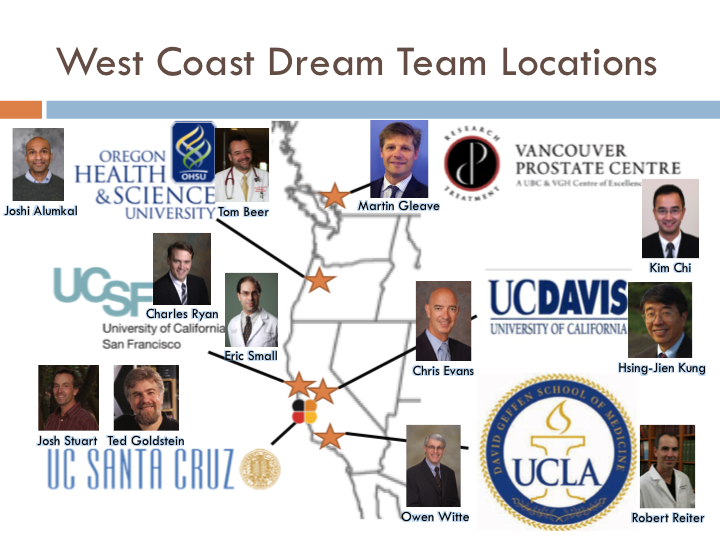 West Coast Dream Team Locations
OREGON
HEALTH
& SCIENCE
UNIVERSITY
OHSU
Joshi Alumkal
Tom Beer
Martin Gleave
RESEARCH
TREATMENT
VANCOUVER
PROSTATE CENTRE
A UBC & VGH Centre of Excellence
Kim Chi
UCSF
University of California
San Francisco
Charles Ryan
Eric Small
Chris Evans
UCDAVIS
UNIVERSITY OF CALIFORNIA
Hsing-Jien Kung
Josh Stuart
Ted Goldstein
UC SANTA CRUZ
Owen Witte
DAVID GEFFEN SCHOOL OF MEDICINE
UCLA
Robert Reiter